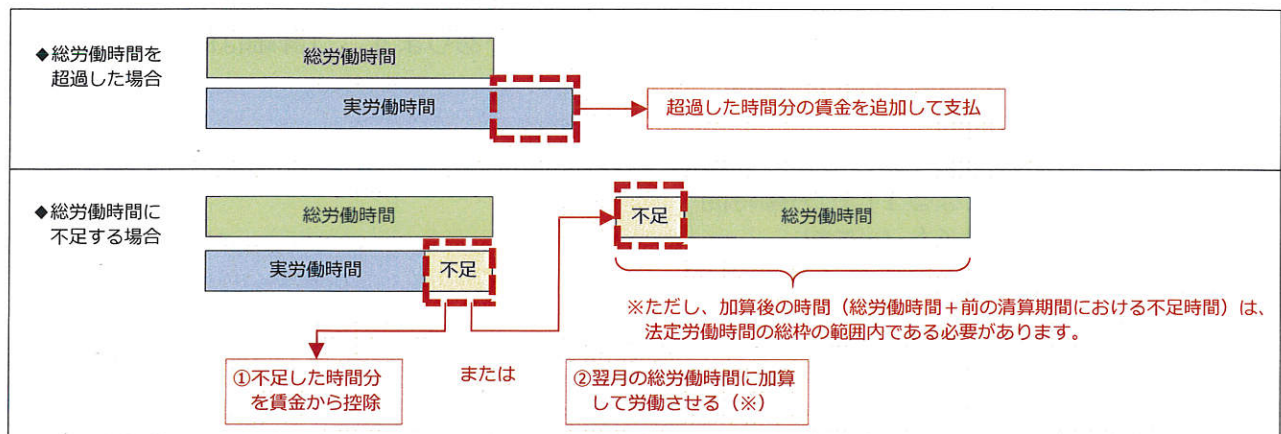 ◆総労働時間を
超過した場合
総労働時間
実労働時間
超過した時間分の賃金を追加して支払
◆総労働時間に
不足する場合
総労働時間
実労働時間
不足
不足
総労働時間
※ただし、加算後の時間（総労働時間＋前の清算期間における不足時間）は、
法定労働時間の総枠の範囲内である必要があります。
①不足した時間分
を賃金から控除
または
②翌月の総労働時間に加算
して労働させる（※）